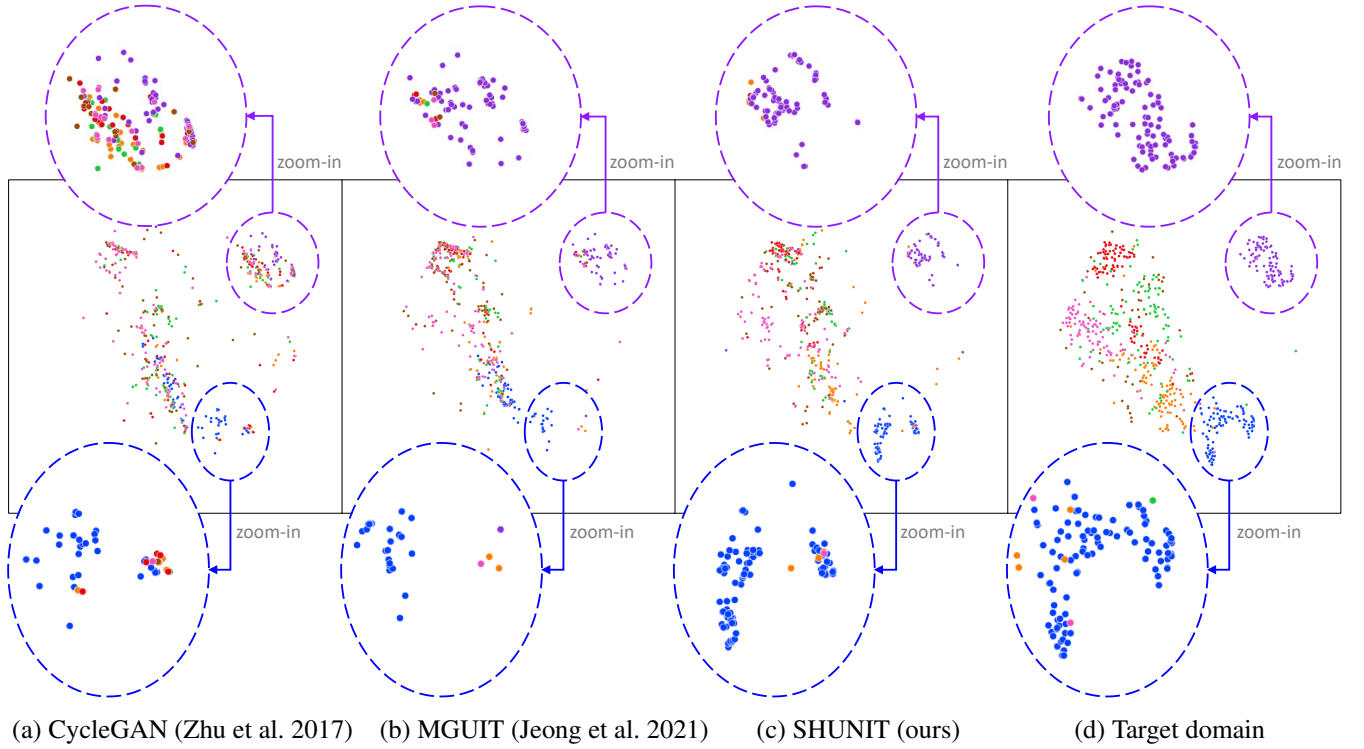 zoom-in zoom-in zoom-in zoom-in
zoom-in zoom-in zoom-in zoom-in
(a) CycleGAN (Zhu et al. 2017) (b) MGUIT (Jeong et al. 2021) (c) SHUNIT (ours) (d) Target domain